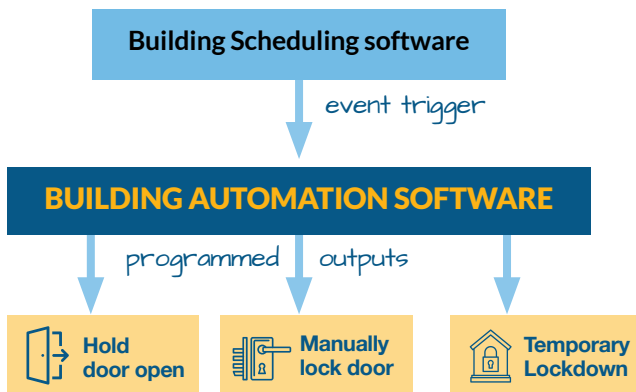 Building Scheduling software
event trigger
BUILDING AUTOMATION SOFTWARE
programmed outputs
Hold
door open
Manually
lock door
Temporary
Lockdown